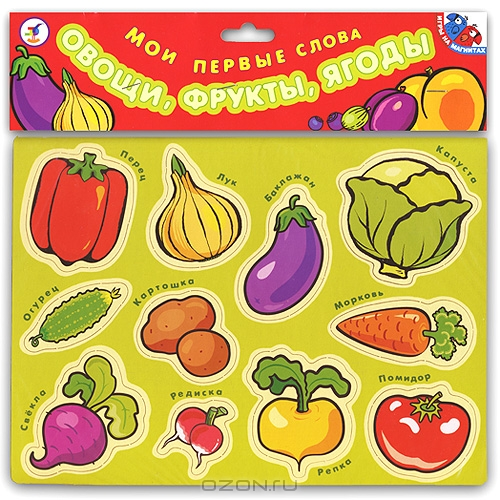 МОИ ПЕРВЫЕ СЛОВА
ОВОЩИ, ФРУКТЫ, ЯГОДЫ
ИГРЫ НА МАГНИТАХ
Перец
Лук
Баклажан
Капуста
Огурец
Картошка
Морковь
Свёкла
Редиска
Репка
Помидор
OZON.ru